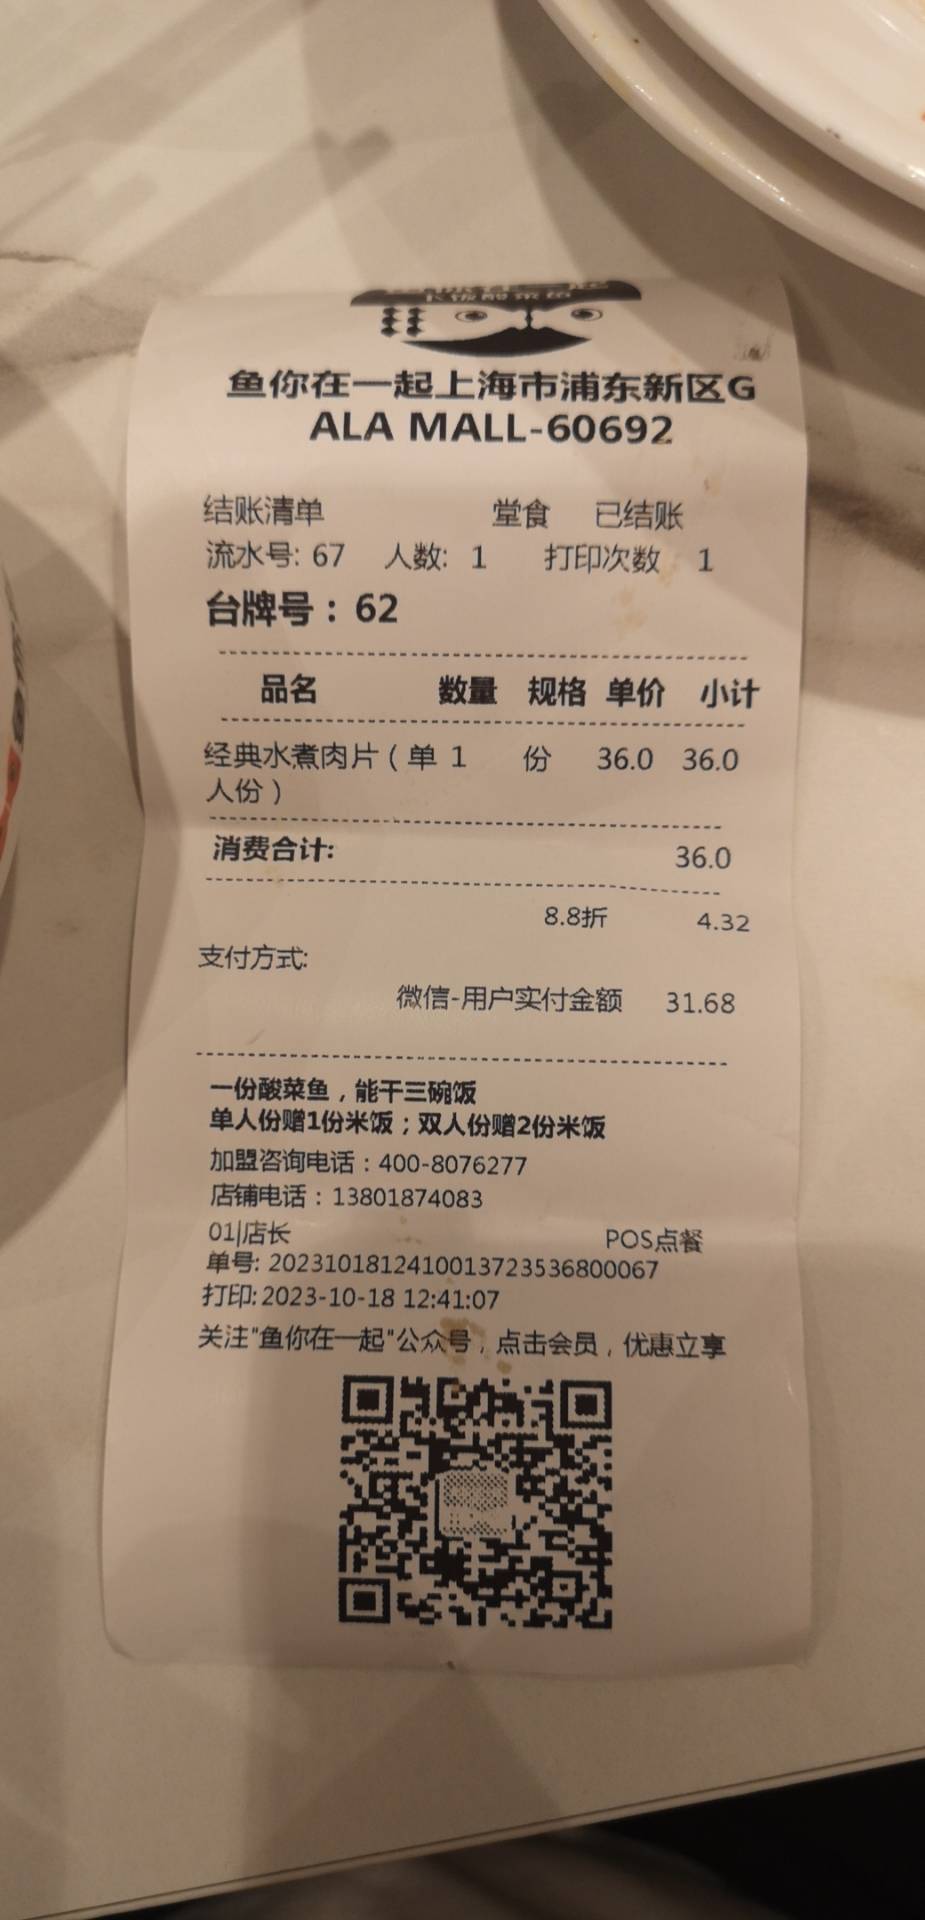 下饭酸菜鱼
鱼你在一起上海市浦东新区G
ALA MALL-60692
结账清单 堂食 已结账
流水号: 67 人数: 1 打印次数 1
台牌号：62
品名 数量 规格 单价 小计
经典水煮肉片（单 1 份 36.0 36.0
人份）
消费合计: 36.0
8.8折 4.32
支付方式:
微信-用户实付金额 31.68
一份酸菜鱼，能干三碗饭
单人份赠1份米饭；双人份赠2份米饭
加盟咨询电话：400-8076277
店铺电话：13801874083
01|店长 POS点餐
单号: 2023101812410013723536800067
打印: 2023-10-18 12:41:07
关注"鱼你在一起"公众号，点击会员，优惠立享